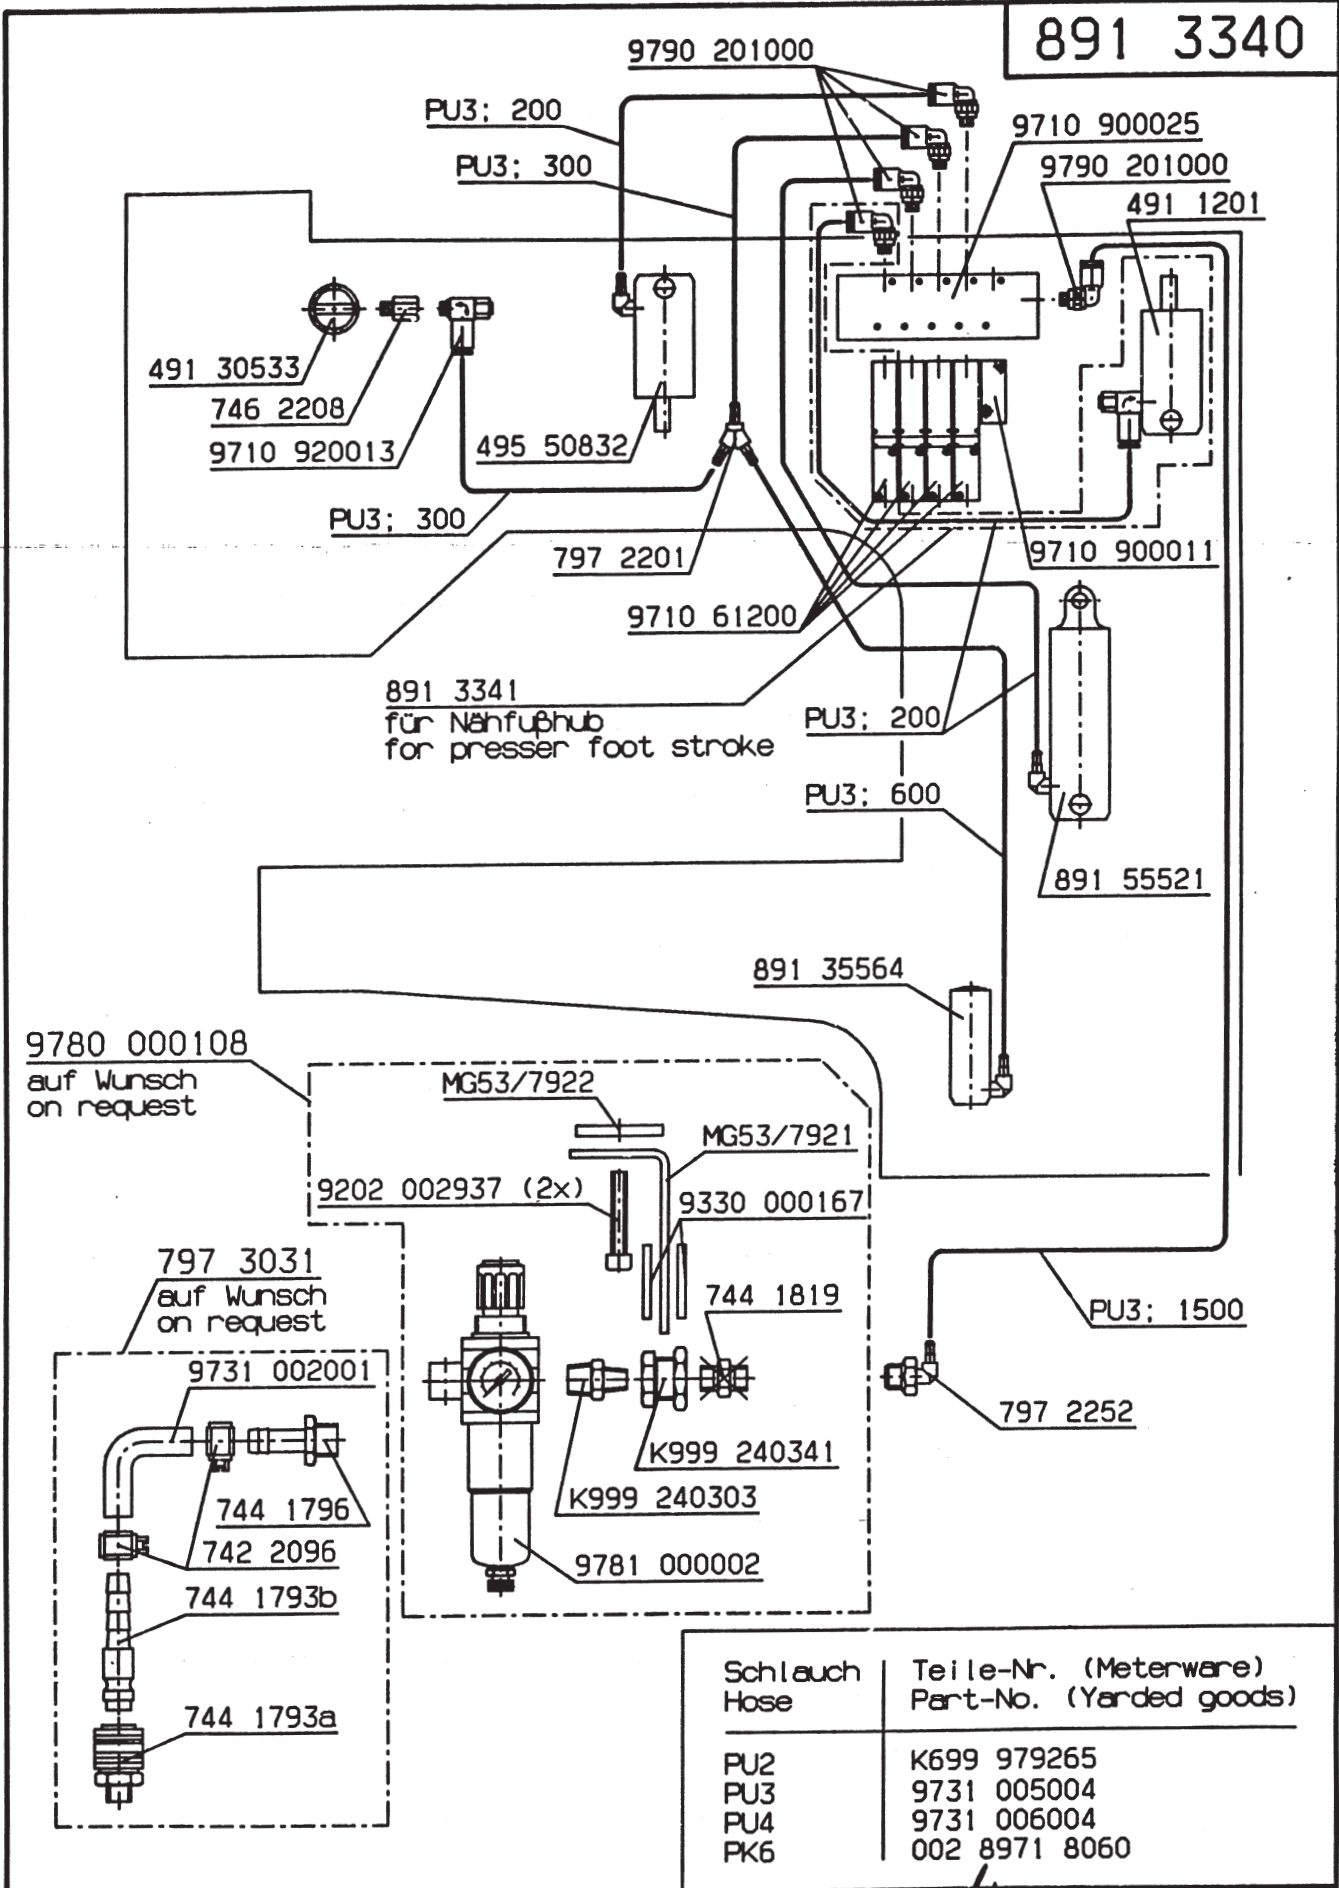 891 3340
9790 201000
PU3; 200
PU3; 300
9710 900025
9790 201000
491 1201
491 30533
746 2208
9710 920013
495 50832
PU3; 300
797 2201
9710 900011
9710 61200
891 3341
für Nähfußhub
for presser foot stroke
PU3; 200
PU3; 600
891 55521
891 35564
9780 000108
auf Wunsch
on request
MG53/7922
MG53/7921
9202 002937 (2x)
9330 000167
797 3031
auf Wunsch
on request
744 1819
PU3; 1500
9731 002001
797 2252
K999 240341
K999 240303
744 1796
742 2096
9781 000002
744 1793b
744 1793a
Schlauch Teile-Nr. (Meterware)
Hose Part-No. (Yarded goods)
PU2 K699 979265
PU3 9731 005004
PU4 9731 006004
PK6 002 8971 8060